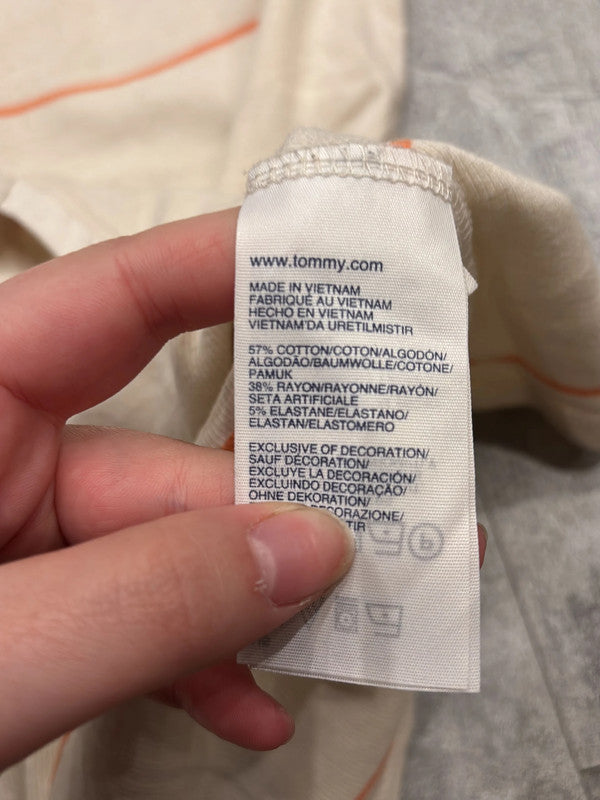 www.tommy.com
MADE IN VIETNAM
FABRIQUÉ AU VIETNAM
HECHO EN VIETNAM
VIETNAM'DA URETILMISTIR
57% COTTON/COTON/ALGODÓN/
ALGODÃO/BAUMWOLLE/COTONE/
PAMUK
38% RAYON/RAYONNE/RAYÓN/
SETA ARTIFICIALE
5% ELASTANE/ELASTANO/
ELASTAN/ELASTOMERO
EXCLUSIVE OF DECORATION/
SAUF DÉCORATION/
EXCLUYE LA DECORACIÓN/
EXCLUINDO DECORAÇÃO/
OHNE DEKORATION/
DECORAZIONE/